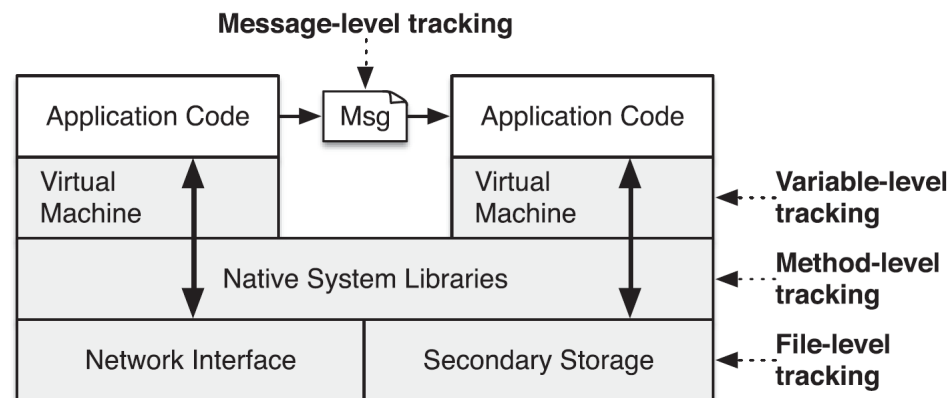 Message-level tracking
Application Code
Msg
Application Code
Virtual
Machine
Virtual
Machine
Variable-level
tracking
Native System Libraries
Method-level
tracking
Network Interface
Secondary Storage
File-level
tracking